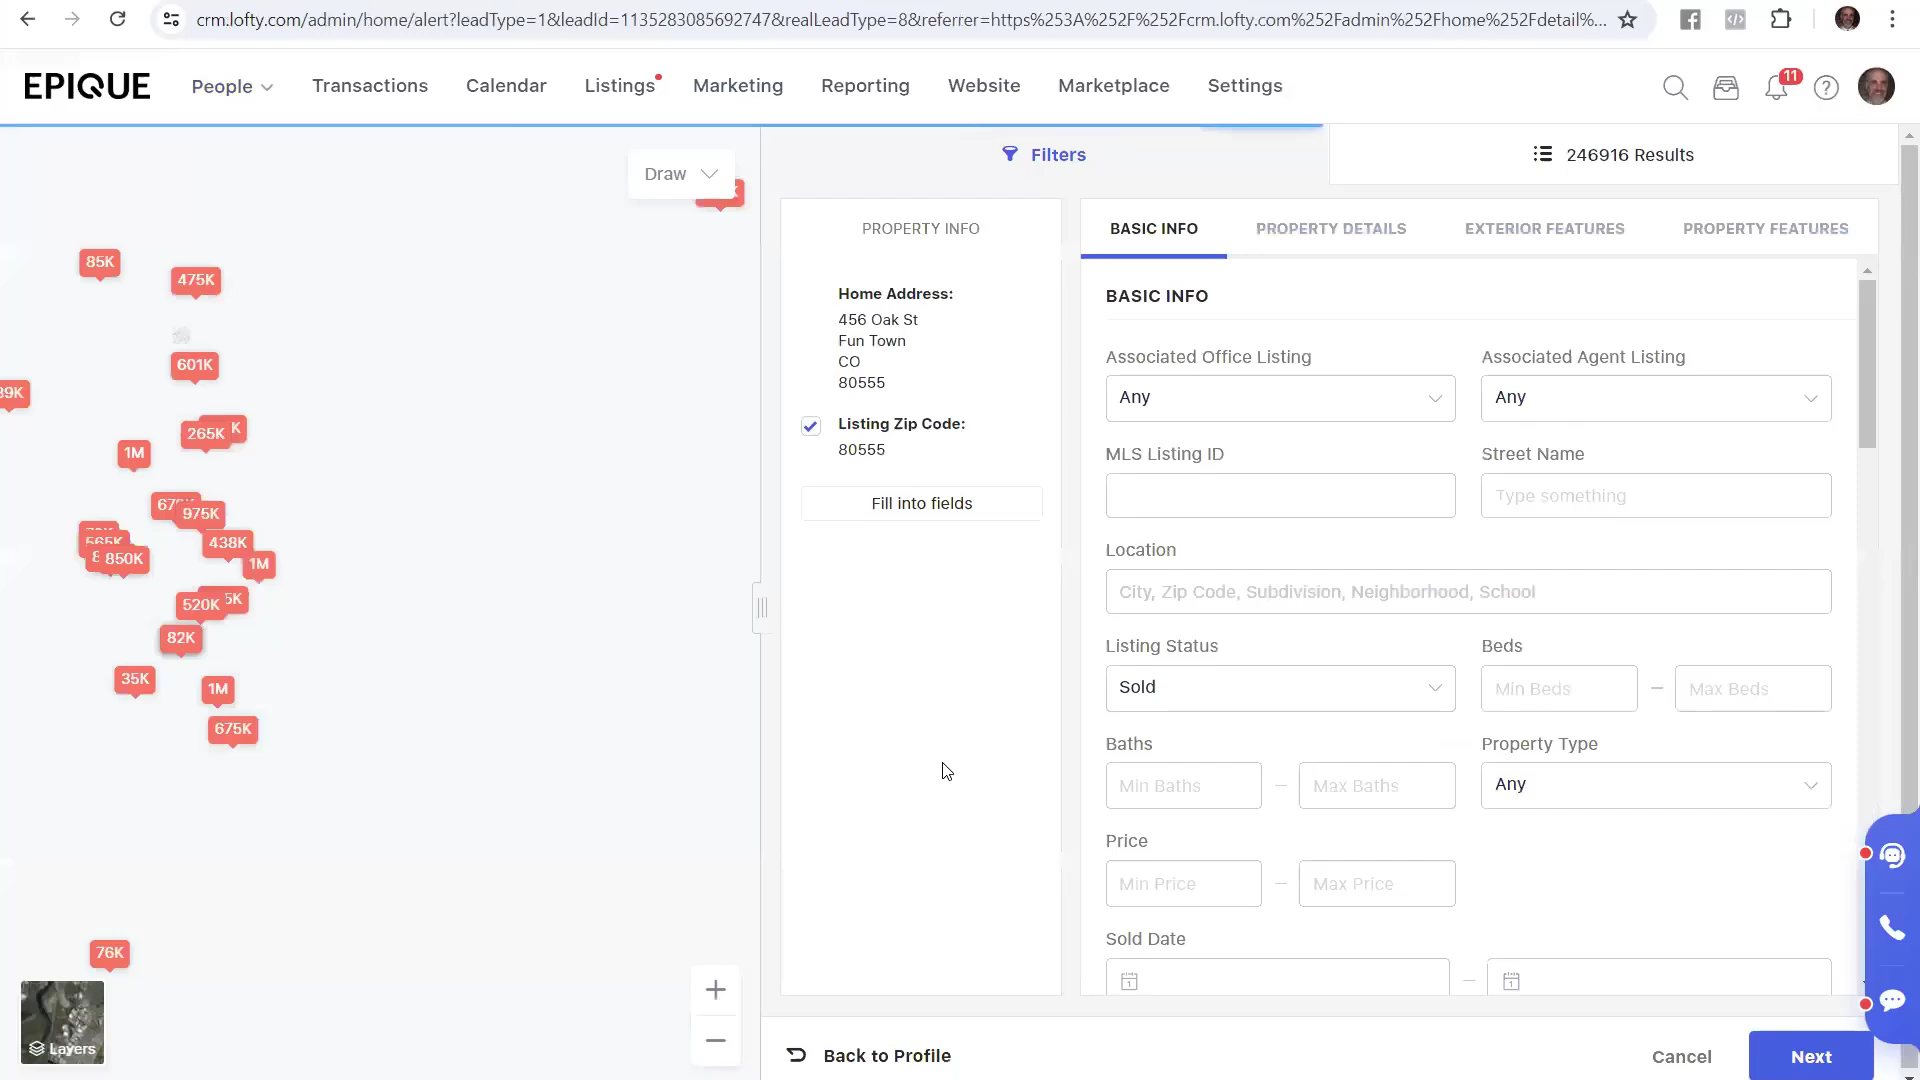 crm.lofty.com/admin/home/alert?leadType=1&leadId=1135283085692747&realLeadType=8&referrer=https%253A%252F%252Fcrm.lofty.com%252Fadmin%252Fhome%252Fdetail%...
EPIQUE
People
Transactions
Calendar
Listings
Marketing
Reporting
Website
Marketplace
Settings
11
Draw
Filters
246916 Results
85K
475K
601K
39K
265K
K
1M
975K
438K
565K
850K
1M
520K
5K
82K
35K
1M
675K
76K
Layers
PROPERTY INFO
Home Address:
456 Oak St
Fun Town
CO
80555
Listing Zip Code:
80555
Fill into fields
BASIC INFO
PROPERTY DETAILS
EXTERIOR FEATURES
PROPERTY FEATURES
BASIC INFO
Associated Office Listing
Associated Agent Listing
Any
Any
MLS Listing ID
Street Name
Type something
Location
City, Zip Code, Subdivision, Neighborhood, School
Listing Status
Beds
Sold
Min Beds
Max Beds
Baths
Property Type
Min Baths
Max Baths
Any
Price
Min Price
Max Price
Sold Date
Back to Profile
Cancel
Next